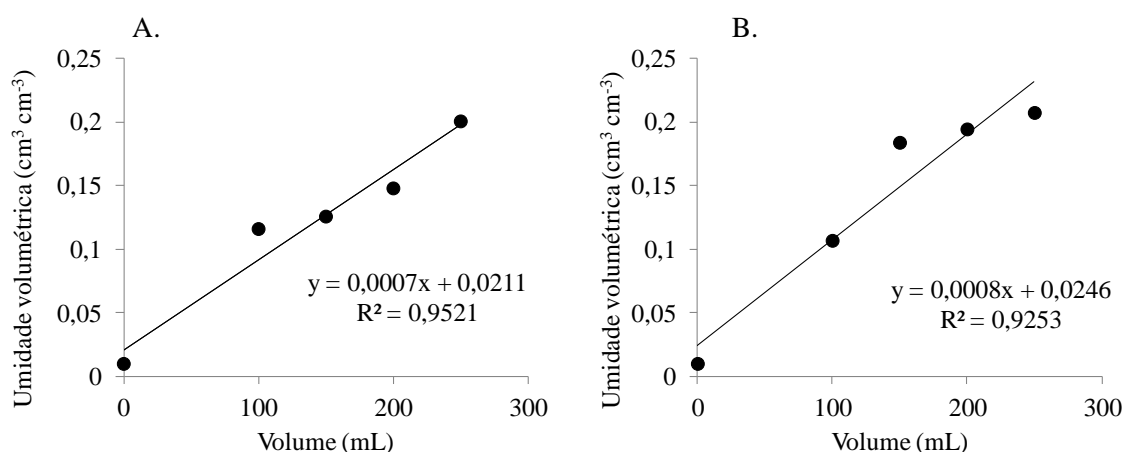 A.
Umidade volumétrica (cm³ cm⁻³)
0,25
0,2
0,15
0,1
0,05
0
y = 0,0007x + 0,0211
R² = 0,9521
0
100
200
300
Volume (mL)
B.
Umidade volumétrica (cm³ cm⁻³)
0,25
0,2
0,15
0,1
0,05
0
y = 0,0008x + 0,0246
R² = 0,9253
0
100
200
300
Volume (mL)